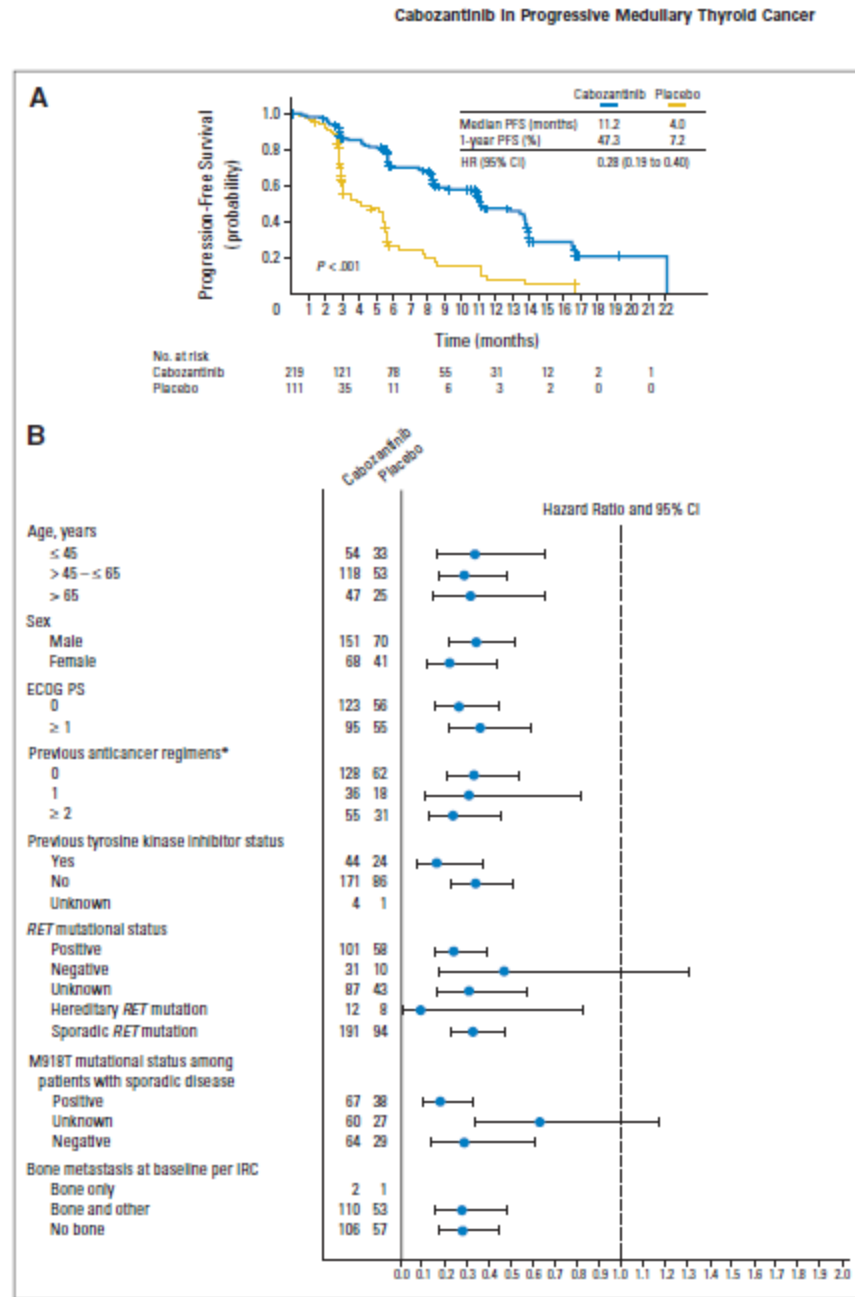 Cabozantinib in Progressive Medullary Thyroid Cancer
A
Cabozantinib Placebo
Median PFS (months) 11.2 4.0
1-year PFS (%) 47.3 7.2
HR (95% CI) 0.28 (0.19 to 0.40)
Progression-Free Survival
(probability)
1.0
0.8
0.6
0.4
0.2
P < .001
0 1 2 3 4 5 6 7 8 9 10 11 12 13 14 15 16 17 18 19 20 21 22
Time (months)
No. at risk
Cabozantinib 219 121 78 55 31 12 2 1
Placebo 111 35 11 6 3 2 0 0
B
Cabozantinib
Placebo
Hazard Ratio and 95% CI
Age, years
≤ 45 54 33
> 45 – ≤ 65 118 53
> 65 47 25
Sex
Male 151 70
Female 68 41
ECOG PS
0 123 56
≥ 1 95 55
Previous anticancer regimens*
0 128 62
1 36 18
≥ 2 55 31
Previous tyrosine kinase inhibitor status
Yes 44 24
No 171 86
Unknown 4 1
RET mutational status
Positive 101 58
Negative 31 10
Unknown 87 43
Hereditary RET mutation 12 8
Sporadic RET mutation 191 94
M918T mutational status among
patients with sporadic disease
Positive 67 38
Unknown 60 27
Negative 64 29
Bone metastasis at baseline per IRC
Bone only 2 1
Bone and other 110 53
No bone 106 57
0.0 0.1 0.2 0.3 0.4 0.5 0.6 0.7 0.8 0.9 1.0 1.1 1.2 1.3 1.4 1.5 1.6 1.7 1.8 1.9 2.0